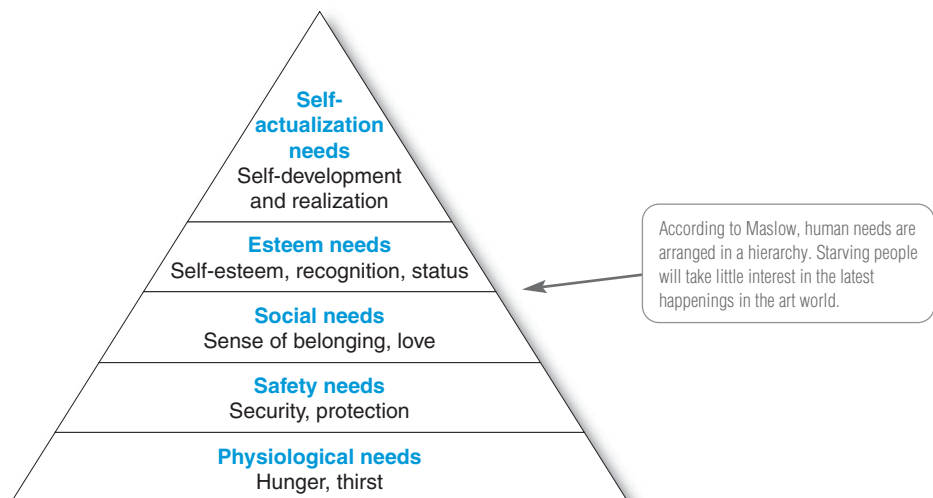 Self-
actualization
needs
Self-development
and realization
Esteem needs
Self-esteem, recognition, status
Social needs
Sense of belonging, love
Safety needs
Security, protection
Physiological needs
Hunger, thirst
According to Maslow, human needs are
arranged in a hierarchy. Starving people
will take little interest in the latest
happenings in the art world.